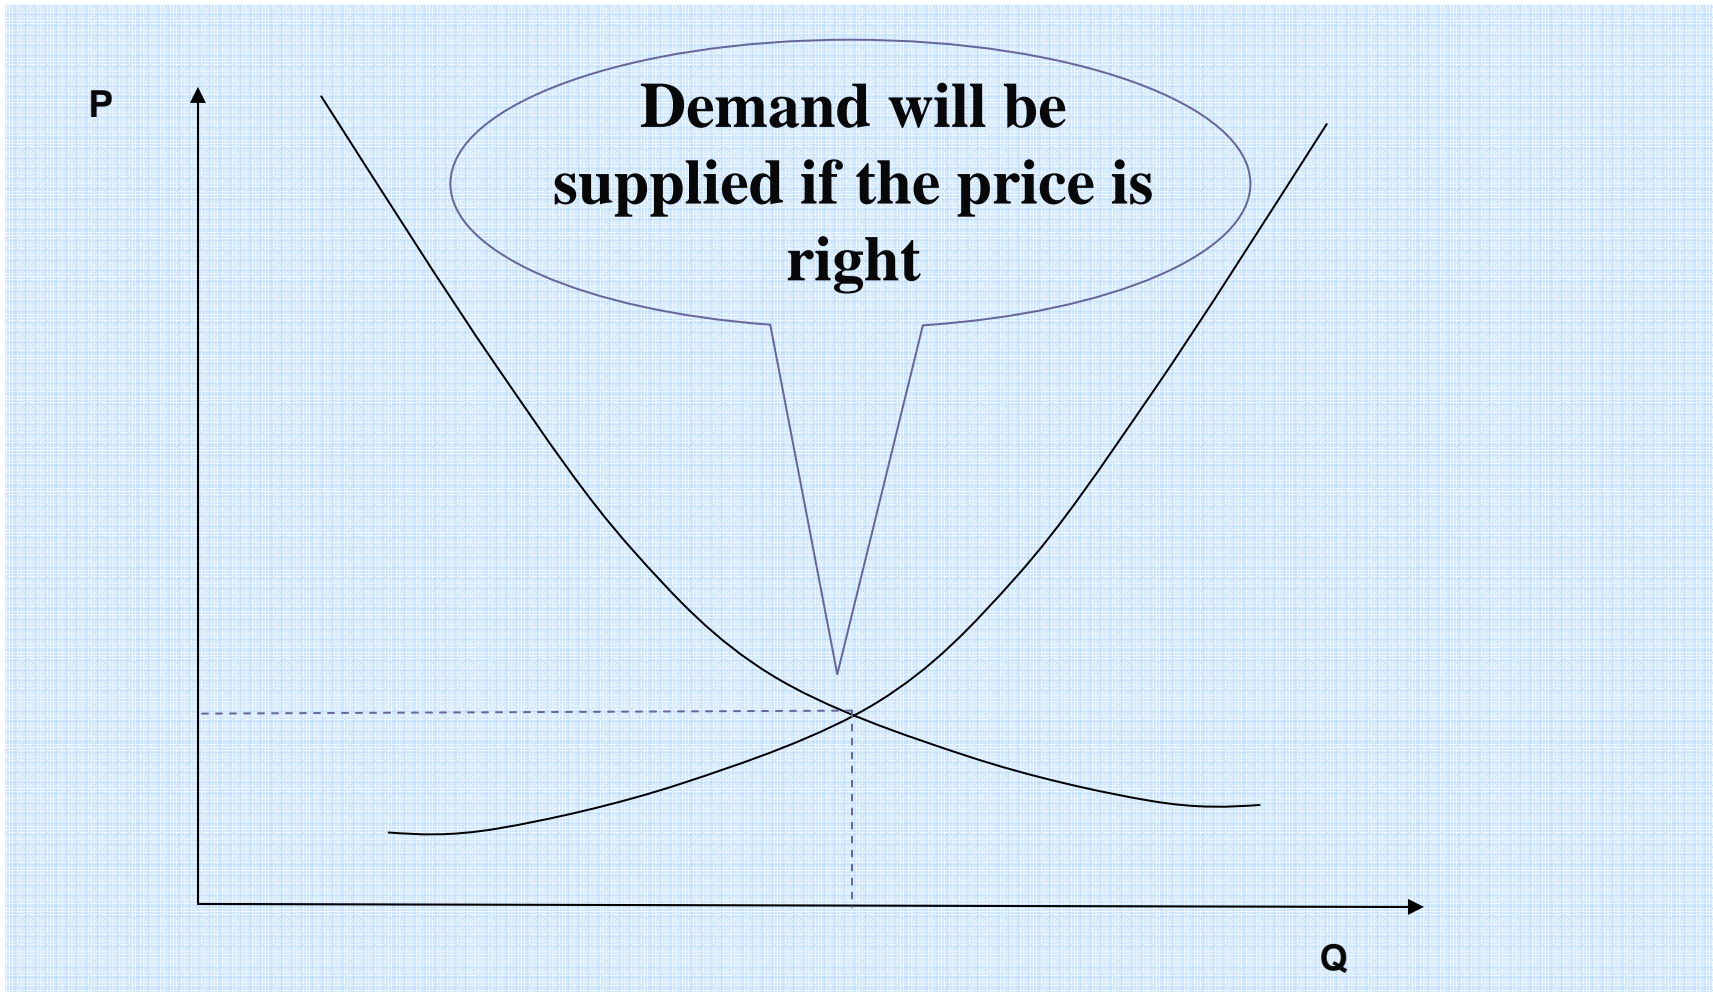 P
Demand will be
supplied if the price is
right
Q